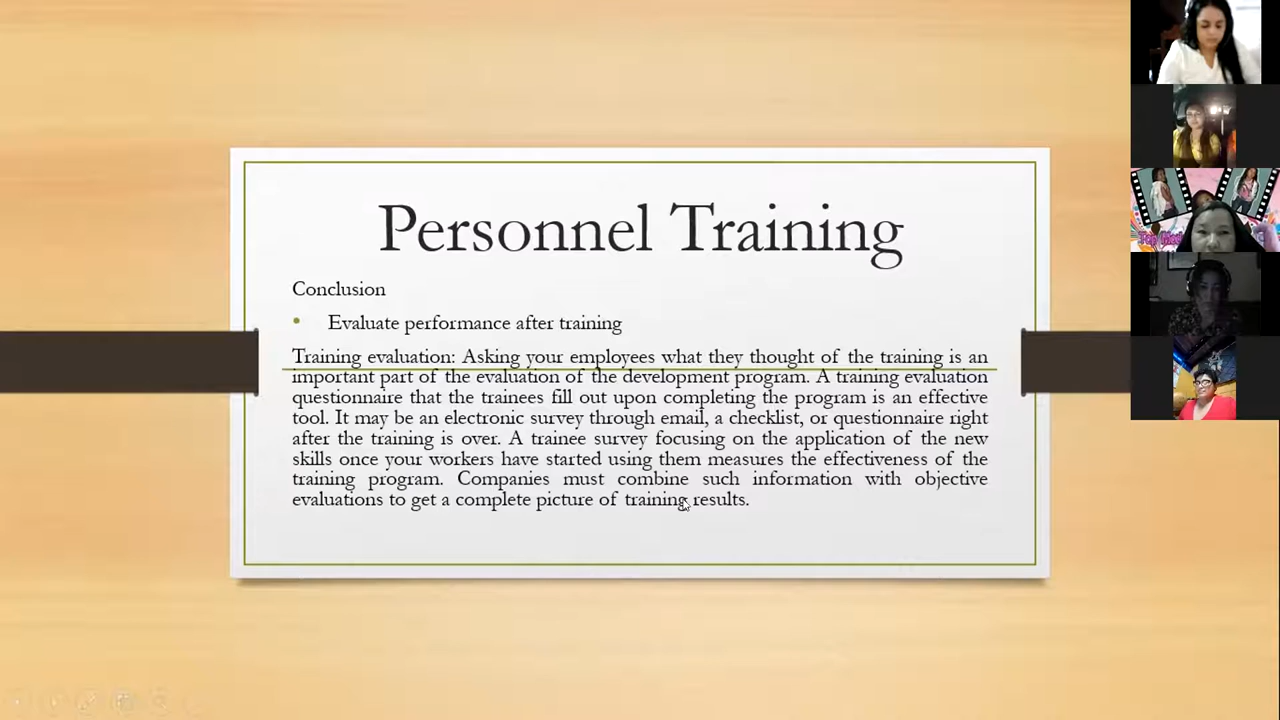 Personnel Training
Conclusion
• Evaluate performance after training
Training evaluation: Asking your employees what they thought of the training is an
important part of the evaluation of the development program. A training evaluation
questionnaire that the trainees fill out upon completing the program is an effective
tool. It may be an electronic survey through email, a checklist, or questionnaire right
after the training is over. A trainee survey focusing on the application of the new
skills once your workers have started using them measures the effectiveness of the
training program. Companies must combine such information with objective
evaluations to get a complete picture of training results.